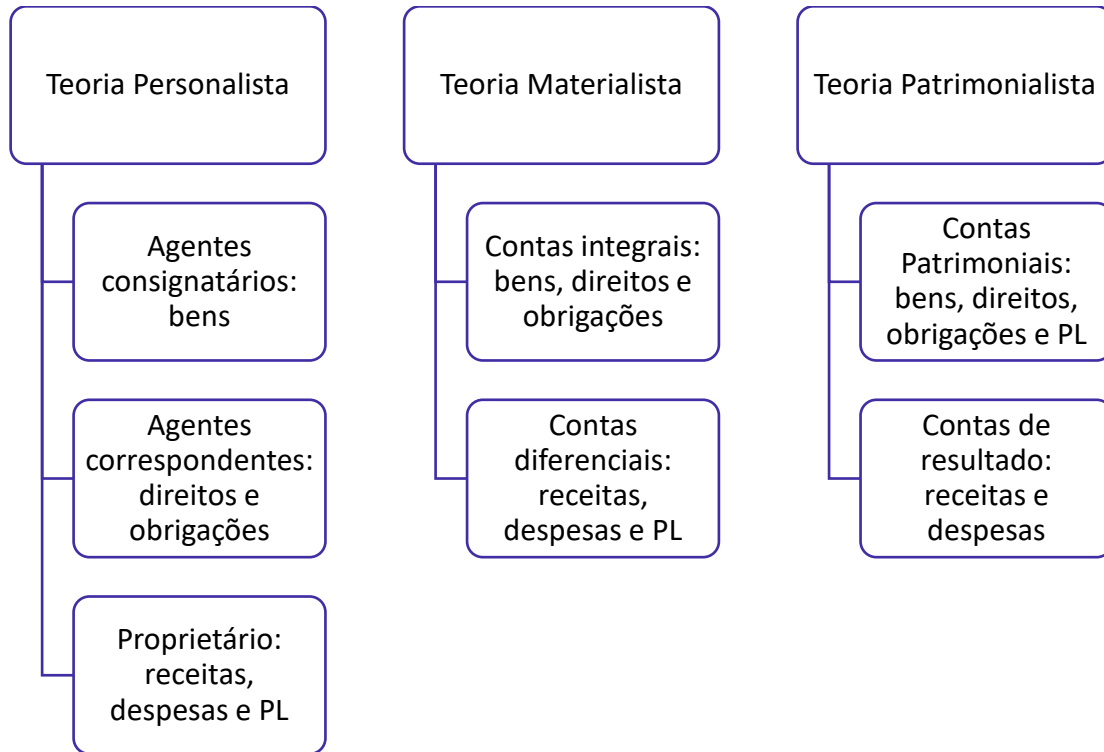 Teoria Personalista
Agentes
consignatários:
bens
Agentes
correspondentes:
direitos e
obrigações
Proprietário:
receitas,
despesas e PL
Teoria Materialista
Contas integrais:
bens, direitos e
obrigações
Contas
diferenciais:
receitas,
despesas e PL
Teoria Patrimonialista
Contas
Patrimoniais:
bens, direitos,
obrigações e PL
Contas de
resultado:
receitas e
despesas